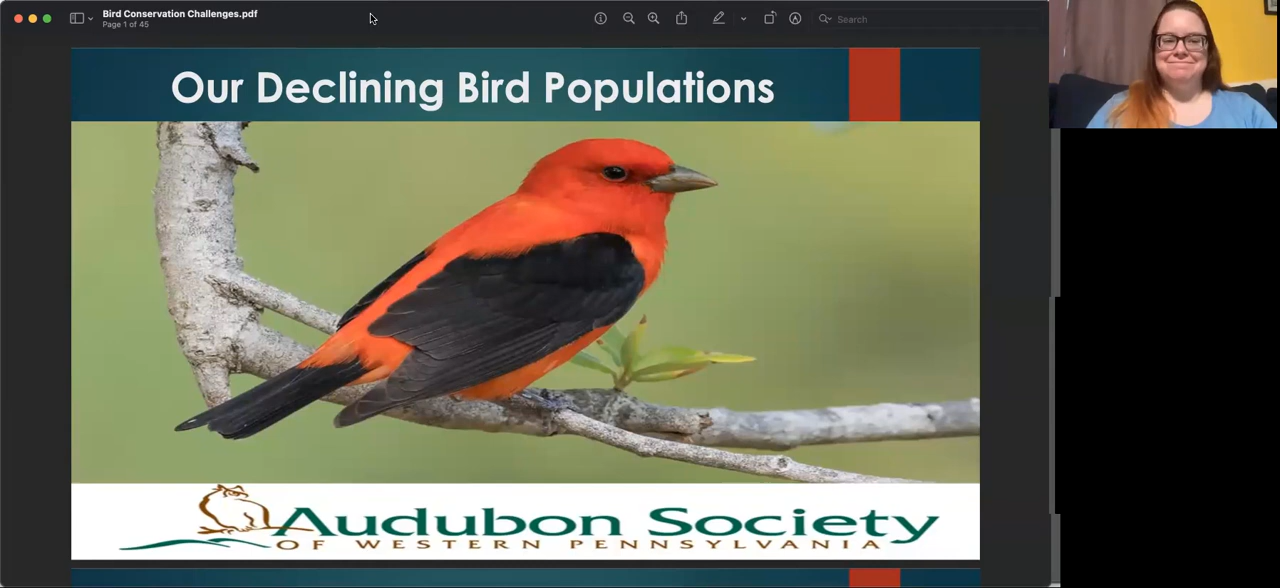 Bird Conservation Challenges.pdf
Page 1 of 45
Search
Our Declining Bird Populations
Audubon Society
OF WESTERN PENNSYLVANIA